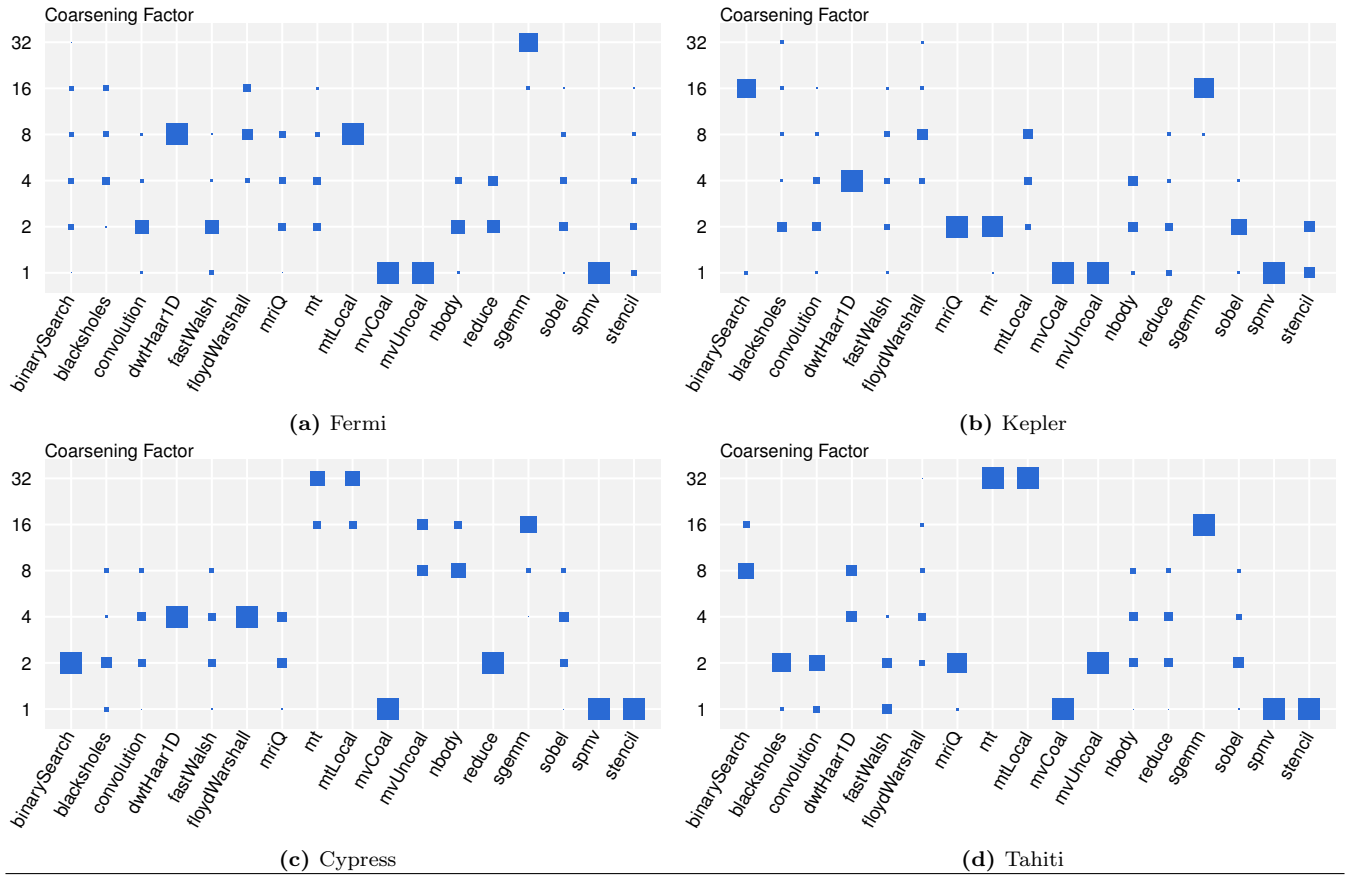 Coarsening Factor
32
16
8
4
2
1
binarySearch
blacksholes
convolution
dwtHaar1D
fastWalsh
floydWarshall
mriQ
mt
mtLocal
mvCoal
mvUncoal
nbody
reduce
sgemm
sobel
spmv
stencil
(a) Fermi
Coarsening Factor
32
16
8
4
2
1
binarySearch
blacksholes
convolution
dwtHaar1D
fastWalsh
floydWarshall
mriQ
mt
mtLocal
mvCoal
mvUncoal
nbody
reduce
sgemm
sobel
spmv
stencil
(b) Kepler
Coarsening Factor
32
16
8
4
2
1
binarySearch
blacksholes
convolution
dwtHaar1D
fastWalsh
floydWarshall
mriQ
mt
mtLocal
mvCoal
mvUncoal
nbody
reduce
sgemm
sobel
spmv
stencil
(c) Cypress
Coarsening Factor
32
16
8
4
2
1
binarySearch
blacksholes
convolution
dwtHaar1D
fastWalsh
floydWarshall
mriQ
mt
mtLocal
mvCoal
mvUncoal
nbody
reduce
sgemm
sobel
spmv
stencil
(d) Tahiti